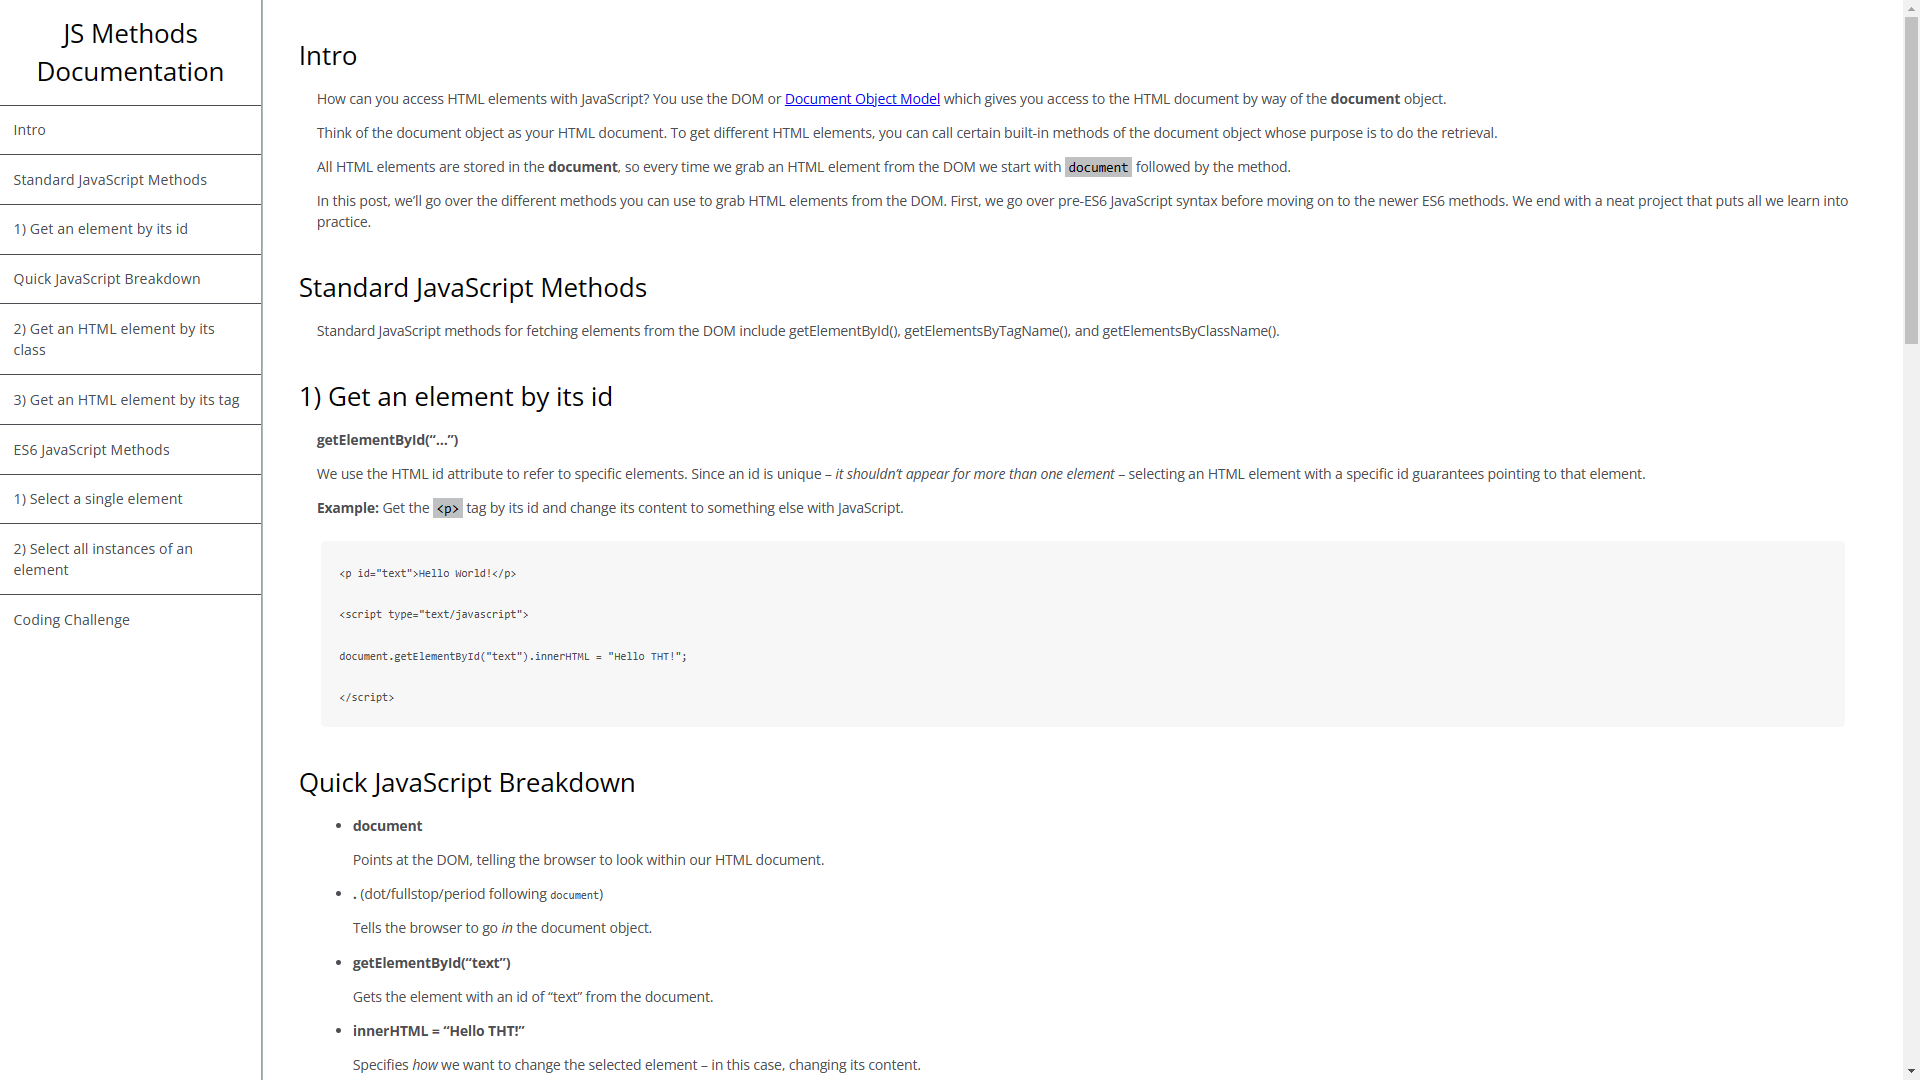 JS Methods
Documentation
Intro
Standard JavaScript Methods
1) Get an element by its id
Quick JavaScript Breakdown
2) Get an HTML element by its
class
3) Get an HTML element by its tag
ES6 JavaScript Methods
1) Select a single element
2) Select all instances of an
element
Coding Challenge
Intro
How can you access HTML elements with JavaScript? You use the DOM or Document Object Model which gives you access to the HTML document by way of the document object.
Think of the document object as your HTML document. To get different HTML elements, you can call certain built-in methods of the document object whose purpose is to do the retrieval.
All HTML elements are stored in the document, so every time we grab an HTML element from the DOM we start with document followed by the method.
In this post, we’ll go over the different methods you can use to grab HTML elements from the DOM. First, we go over pre-ES6 JavaScript syntax before moving on to the newer ES6 methods. We end with a neat project that puts all we learn into
practice.
Standard JavaScript Methods
Standard JavaScript methods for fetching elements from the DOM include getElementById(), getElementsByTagName(), and getElementsByClassName().
1) Get an element by its id
getElementById(“…”)
We use the HTML id attribute to refer to specific elements. Since an id is unique – it shouldn’t appear for more than one element – selecting an HTML element with a specific id guarantees pointing to that element.
Example: Get the <p> tag by its id and change its content to something else with JavaScript.
<p id="text">Hello World!</p>
<script type="text/javascript">
document.getElementById("text").innerHTML = "Hello THT!";
</script>
Quick JavaScript Breakdown
• document
Points at the DOM, telling the browser to look within our HTML document.
• . (dot/fullstop/period following document)
Tells the browser to go in the document object.
• getElementById(“text”)
Gets the element with an id of “text” from the document.
• innerHTML = “Hello THT!”
Specifies how we want to change the selected element – in this case, changing its content.